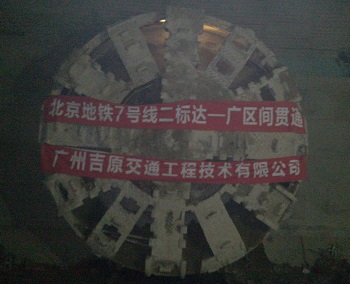 北京地铁7号线二标达—广区间贯通
广州吉原交通工程技术有限公司